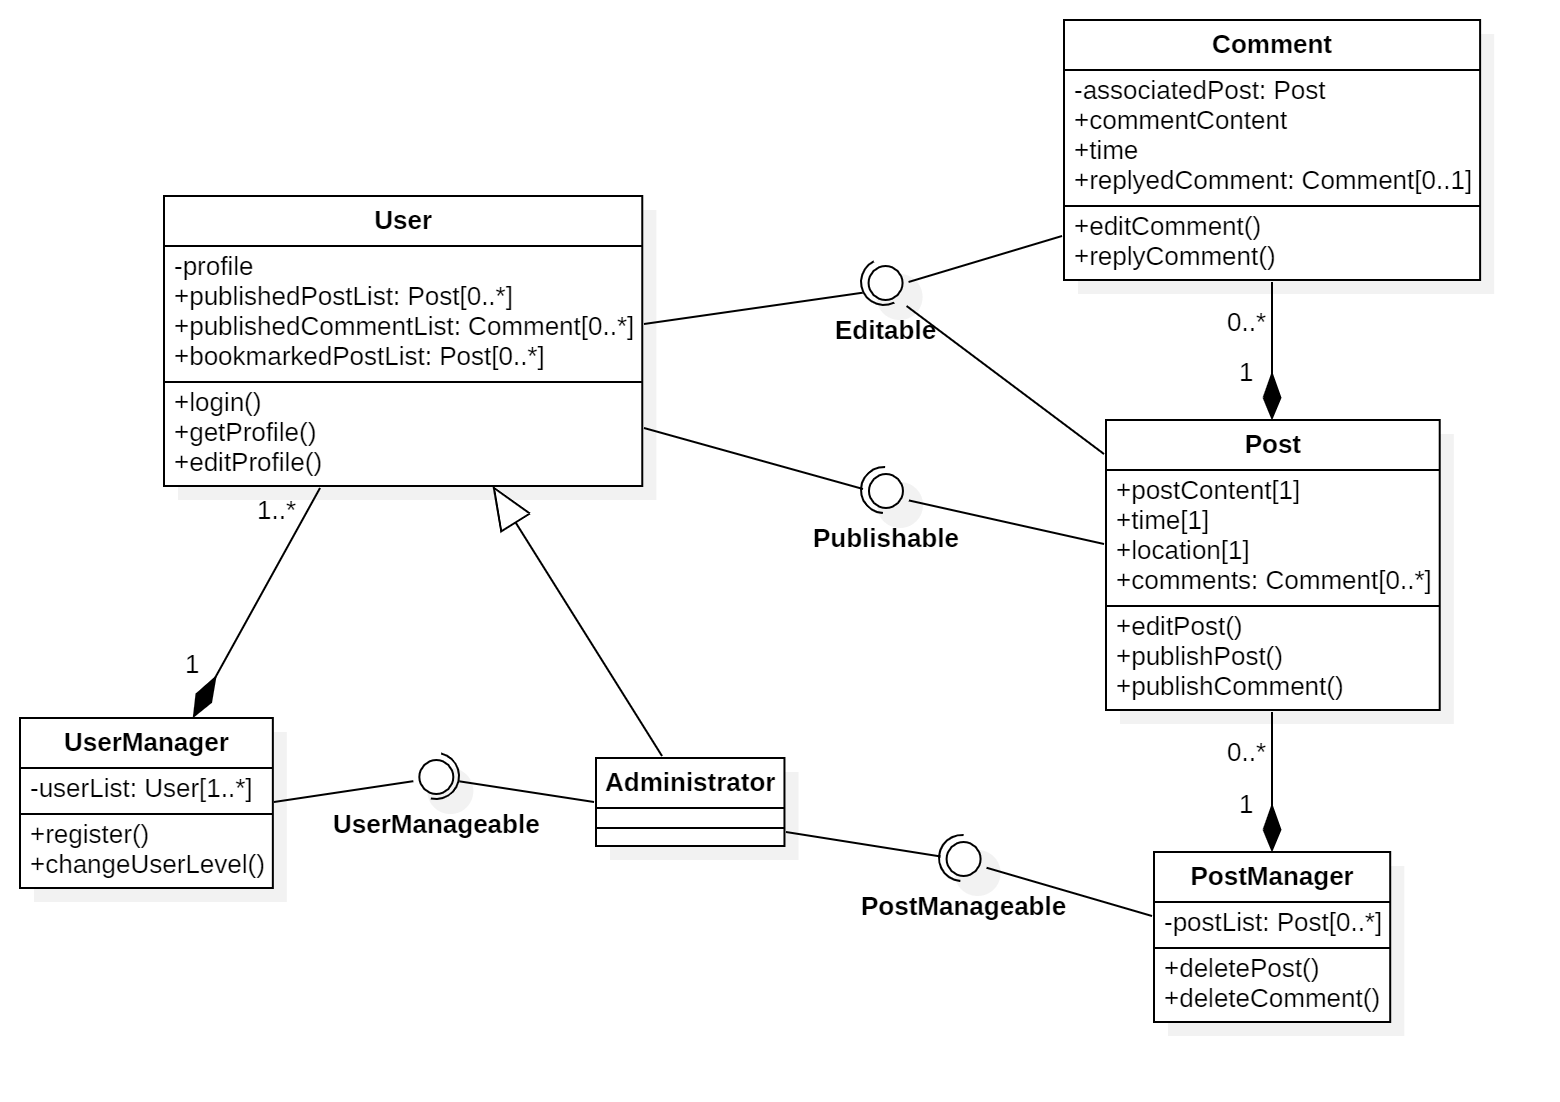 Comment
-associatedPost: Post
+commentContent
+time
+replyedComment: Comment[0..1]
+editComment()
+replyComment()
User
-profile
+publishedPostList: Post[0..*]
+publishedCommentList: Comment[0..*]
+bookmarkedPostList: Post[0..*]
+login()
+getProfile()
+editProfile()
Editable
0..*
1
Post
+postContent[1]
+time[1]
+location[1]
+comments: Comment[0..*]
+editPost()
+publishPost()
+publishComment()
Publishable
1..*
1
UserManager
-userList: User[1..*]
+register()
+changeUserLevel()
UserManageable
Administrator
PostManageable
0..*
1
PostManager
-postList: Post[0..*]
+deletePost()
+deleteComment()